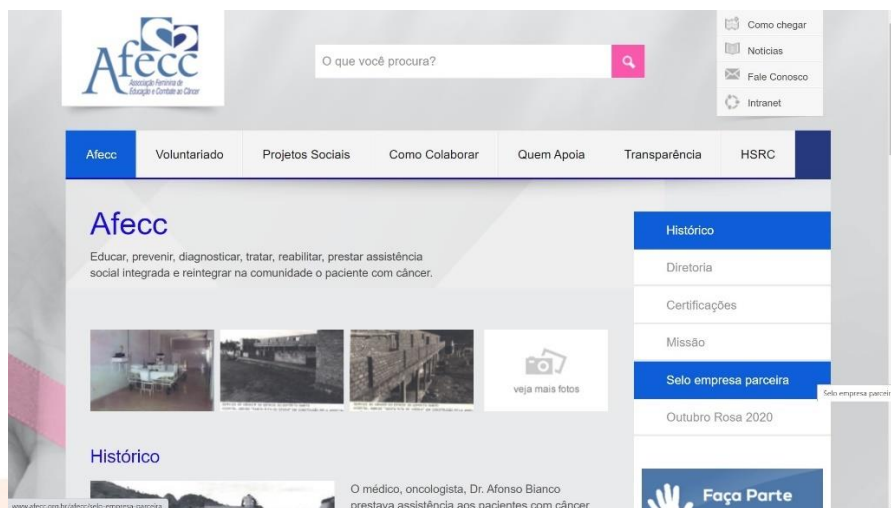 Afecc
Associação Feminina de
Educação e Combate ao Câncer
O que você procura?
Como chegar
Notícias
Fale Conosco
Intranet
Afecc
Voluntariado
Projetos Sociais
Como Colaborar
Quem Apoia
Transparência
HSRC
Afecc
Educar, prevenir, diagnosticar, tratar, reabilitar, prestar assistência
social integrada e reintegrar na comunidade o paciente com câncer.
veja mais fotos
Histórico
Diretoria
Certificações
Missão
Selo empresa parceira
Selo empresa parceir
Outubro Rosa 2020
Histórico
O médico, oncologista, Dr. Afonso Bianco
prestava assistência aos pacientes com câncer
Faça Parte
www.afecc.org.br/afecc/selo-empresa-parceira